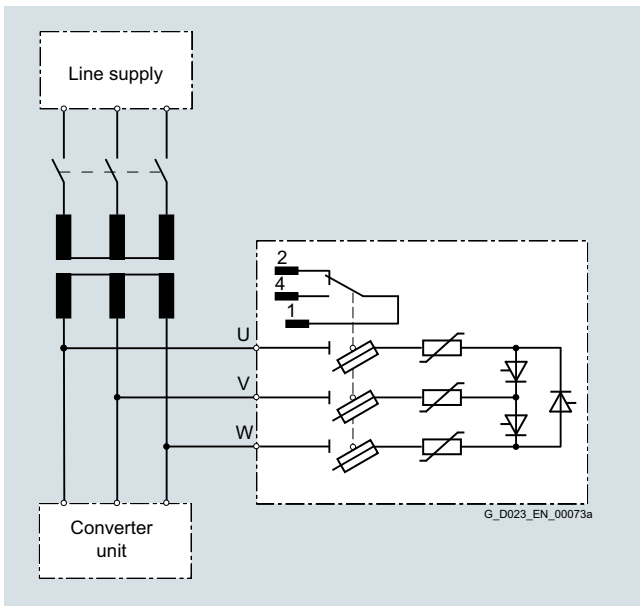 Line supply
2
4
1
U
V
W
G_D023_EN_00073a
Converter
unit